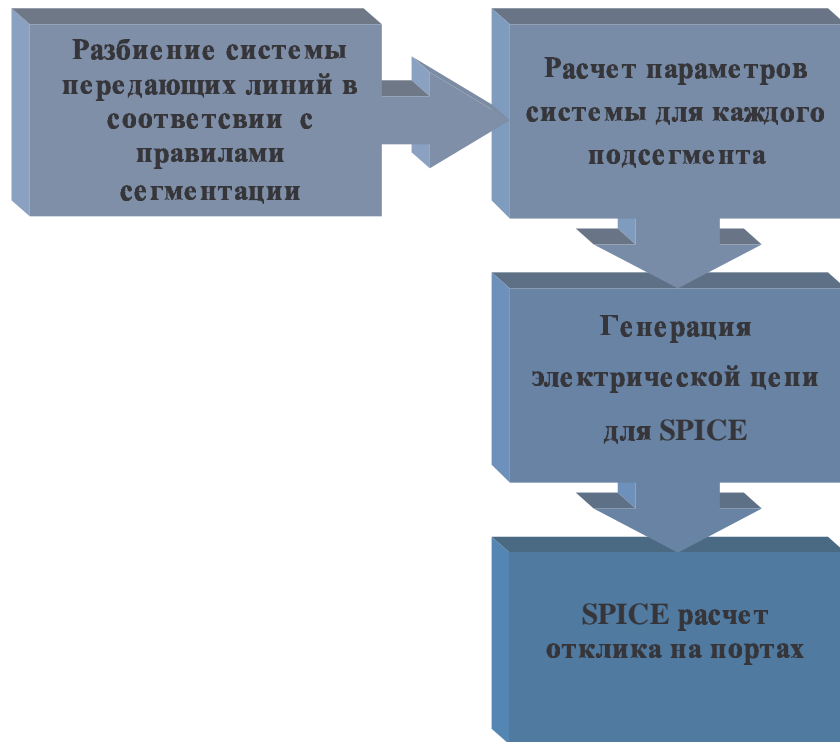 Разбиение системы
передающих линий в
соответсвии с
правилами
сегментации
Расчет параметров
системы для каждого
подсегмента
Генерация
электрической цепи
для SPICE
SPICE расчет
отклика на портах